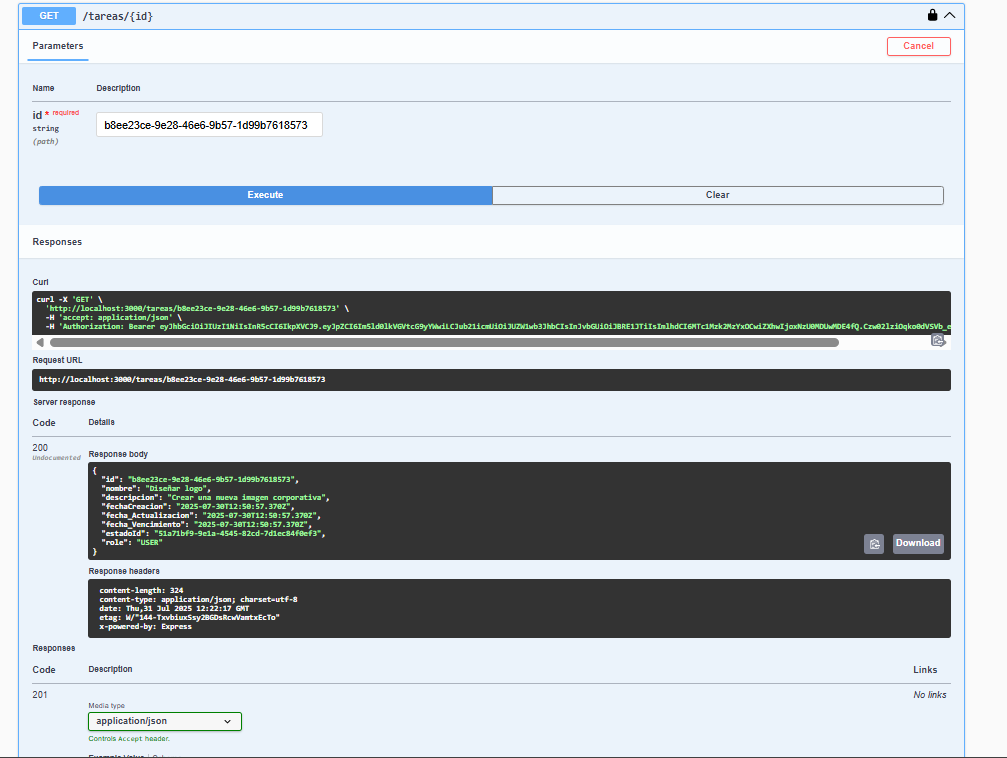 GET /tareas/{id}
Parameters
Cancel
Name Description
id * required
string
(path)
b8ee23ce-9e28-46e6-9b57-1d99b7618573
Execute Clear
Responses
Curl
curl -X 'GET' \
'http://localhost:3000/tareas/b8ee23ce-9e28-46e6-9b57-1d99b7618573' \
-H 'accept: application/json' \
-H 'Authorization: Bearer
Request URL
http://localhost:3000/tareas/b8ee23ce-9e28-46e6-9b57-1d99b7618573
Server response
Code Details
200
Undocumented
Response body
{
"id": "b8ee23ce-9e28-46e6-9b57-1d99b7618573",
"nombre": "Diseñar logo",
"descripcion": "Crear una nueva imagen corporativa",
"fechaCreacion": "2025-07-30T12:50:57.370Z",
"fecha_Actualizacion": "2025-07-30T12:50:57.370Z",
"fecha_Vencimiento": "2025-07-30T12:50:57.370Z",
"estadoId": "51a71bf9-9e1a-4545-82cd-7d1ec84f0ef3",
"role": "USER"
}
Download
Response headers
content-length: 324
content-type: application/json; charset=utf-8
date: Thu,31 Jul 2025 12:22:17 GMT
etag: W/"144-TxvbiuxSsy2BGDsRcwVamtxEcTo"
x-powered-by: Express
Responses
Code Description Links
201 No links
Media type
application/json
Controls Accept header.